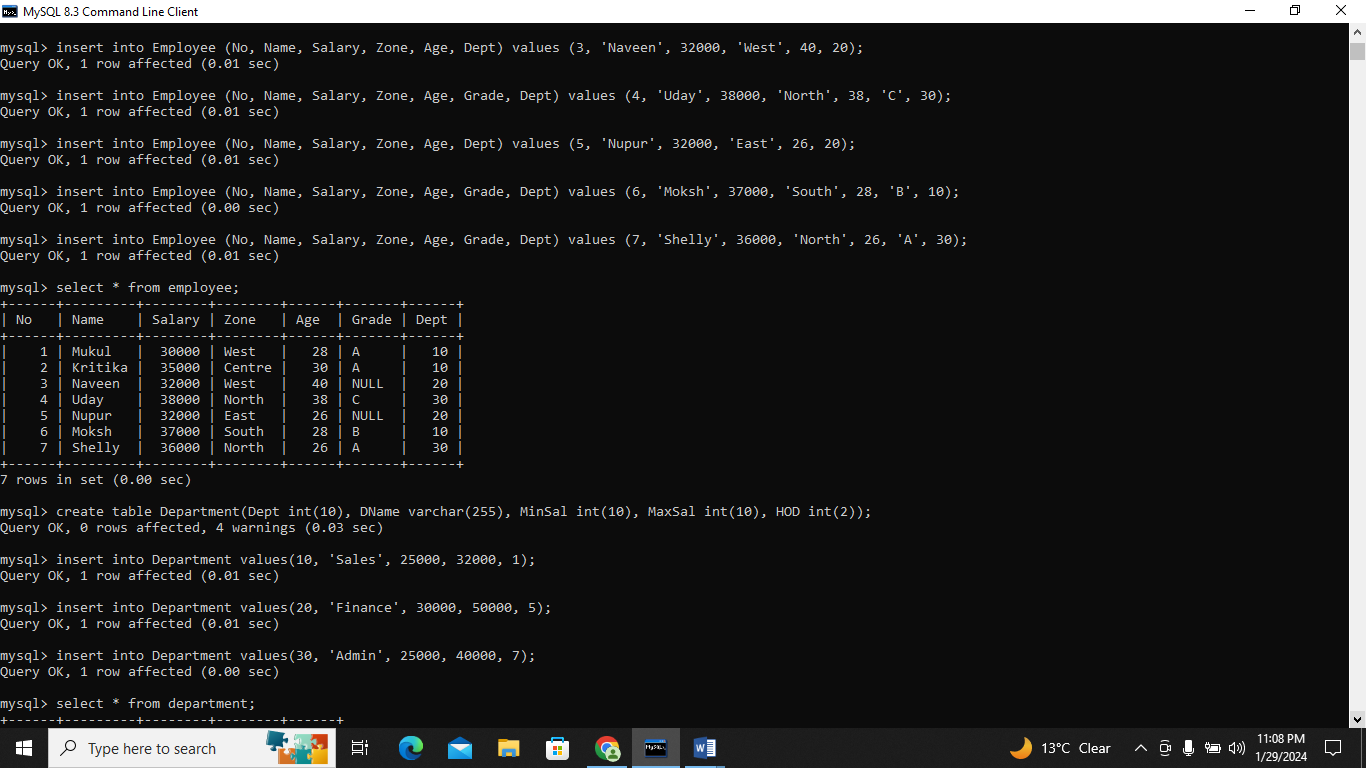 MySQL 8.3 Command Line Client
mysql> insert into Employee (No, Name, Salary, Zone, Age, Dept) values (3, 'Naveen', 32000, 'West', 40, 20);
Query OK, 1 row affected (0.01 sec)
mysql> insert into Employee (No, Name, Salary, Zone, Age, Grade, Dept) values (4, 'Uday', 38000, 'North', 38, 'C', 30);
Query OK, 1 row affected (0.01 sec)
mysql> insert into Employee (No, Name, Salary, Zone, Age, Dept) values (5, 'Nupur', 32000, 'East', 26, 20);
Query OK, 1 row affected (0.01 sec)
mysql> insert into Employee (No, Name, Salary, Zone, Age, Grade, Dept) values (6, 'Moksh', 37000, 'South', 28, 'B', 10);
Query OK, 1 row affected (0.00 sec)
mysql> insert into Employee (No, Name, Salary, Zone, Age, Grade, Dept) values (7, 'Shelly', 36000, 'North', 26, 'A', 30);
Query OK, 1 row affected (0.01 sec)
mysql> select * from employee;
+------+---------+--------+--------+------+-------+------+
| No   | Name    | Salary | Zone   | Age  | Grade | Dept |
+------+---------+--------+--------+------+-------+------+
|    1 | Mukul   |  30000 | West   |   28 | A     |   10 |
|    2 | Kritika |  35000 | Centre |   30 | A     |   10 |
|    3 | Naveen  |  32000 | West   |   40 | NULL  |   20 |
|    4 | Uday    |  38000 | North  |   38 | C     |   30 |
|    5 | Nupur   |  32000 | East   |   26 | NULL  |   20 |
|    6 | Moksh   |  37000 | South  |   28 | B     |   10 |
|    7 | Shelly  |  36000 | North  |   26 | A     |   30 |
+------+---------+--------+--------+------+-------+------+
7 rows in set (0.00 sec)
mysql> create table Department(Dept int(10), DName varchar(255), MinSal int(10), MaxSal int(10), HOD int(2));
Query OK, 0 rows affected, 4 warnings (0.03 sec)
mysql> insert into Department values(10, 'Sales', 25000, 32000, 1);
Query OK, 1 row affected (0.01 sec)
mysql> insert into Department values(20, 'Finance', 30000, 50000, 5);
Query OK, 1 row affected (0.01 sec)
mysql> insert into Department values(30, 'Admin', 25000, 40000, 7);
Query OK, 1 row affected (0.00 sec)
mysql> select * from department;
+------+---------+--------+--------+------+
Type here to search
13°C Clear
11:08 PM
1/29/2024